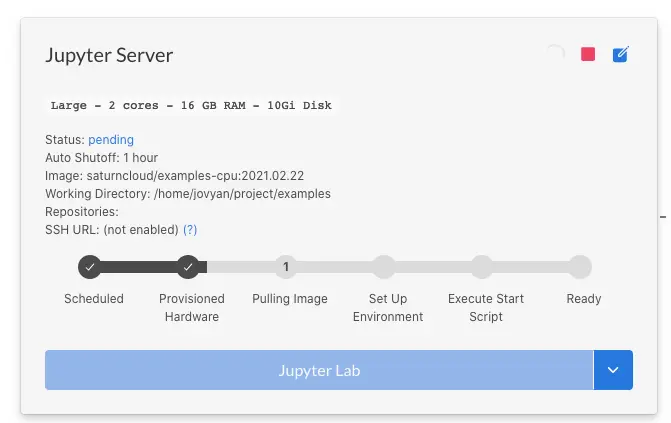 Jupyter Server
Large - 2 cores - 16 GB RAM - 10Gi Disk
Status: pending
Auto Shutoff: 1 hour
Image: saturncloud/examples-cpu:2021.02.22
Working Directory: /home/jovyan/project/examples
Repositories:
SSH URL: (not enabled) (?)
1
Scheduled
Provisioned
Hardware
Pulling Image
Set Up
Environment
Execute Start
Script
Ready
Jupyter Lab